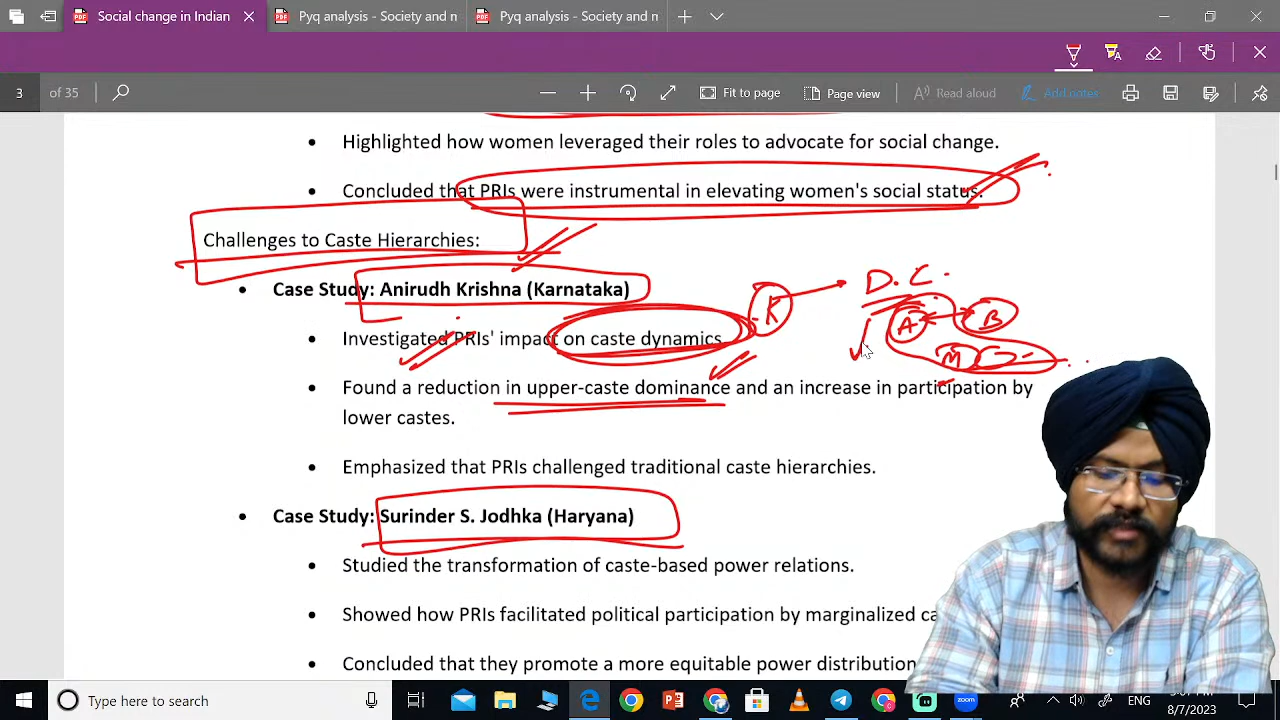 Social change in Indian
Pyq analysis - Society and n
Pyq analysis - Society and n
3 of 35
Fit to page
Page view
Read aloud
Add notes
• Highlighted how women leveraged their roles to advocate for social change.
• Concluded that PRIs were instrumental in elevating women's social status.
Challenges to Caste Hierarchies:
• Case Study: Anirudh Krishna (Karnataka)
K D.C.
A B
• Investigated PRIs' impact on caste dynamics.
M
• Found a reduction in upper-caste dominance and an increase in participation by
lower castes.
• Emphasized that PRIs challenged traditional caste hierarchies.
• Case Study: Surinder S. Jodhka (Haryana)
• Studied the transformation of caste-based power relations.
• Showed how PRIs facilitated political participation by marginalized ca
• Concluded that they promote a more equitable power distribution
Type here to search
ENG
8/7/2023